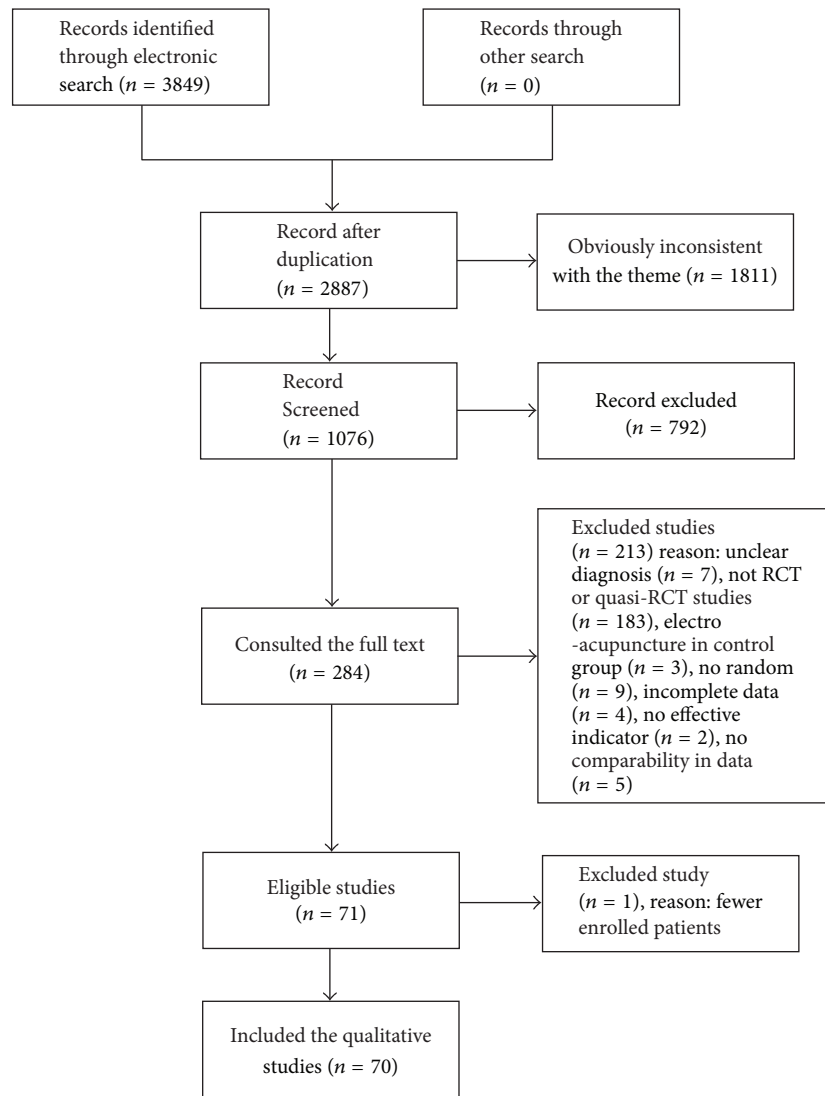 Records identified
through electronic
search (n = 3849)
Records through
other search
(n = 0)
Record after
duplication
(n = 2887)
Obviously inconsistent
with the theme (n = 1811)
Record
Screened
(n = 1076)
Record excluded
(n = 792)
Consulted the full text
(n = 284)
Excluded studies
(n = 213) reason: unclear
diagnosis (n = 7), not RCT
or quasi-RCT studies
(n = 183), electro
-acupuncture in control
group (n = 3), no random
(n = 9), incomplete data
(n = 4), no effective
indicator (n = 2), no
comparability in data
(n = 5)
Eligible studies
(n = 71)
Excluded study
(n = 1), reason: fewer
enrolled patients
Included the qualitative
studies (n = 70)